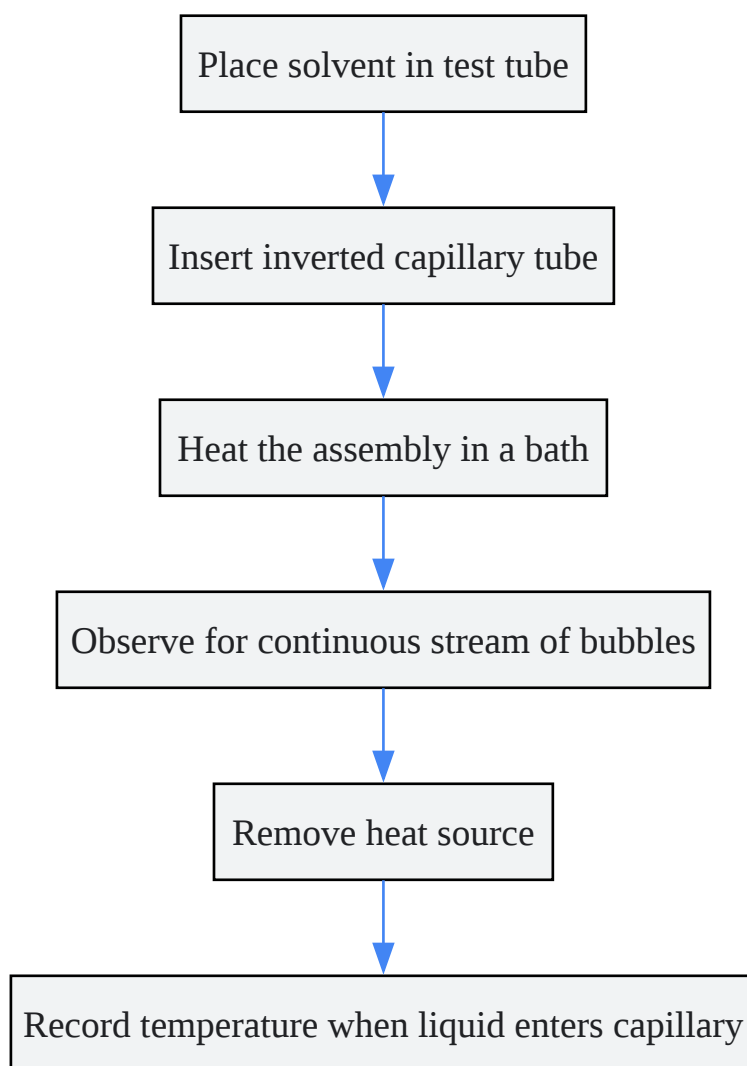 Place solvent in test tube
Insert inverted capillary tube
Heat the assembly in a bath
Observe for continuous stream of bubbles
Remove heat source
Record temperature when liquid enters capillary